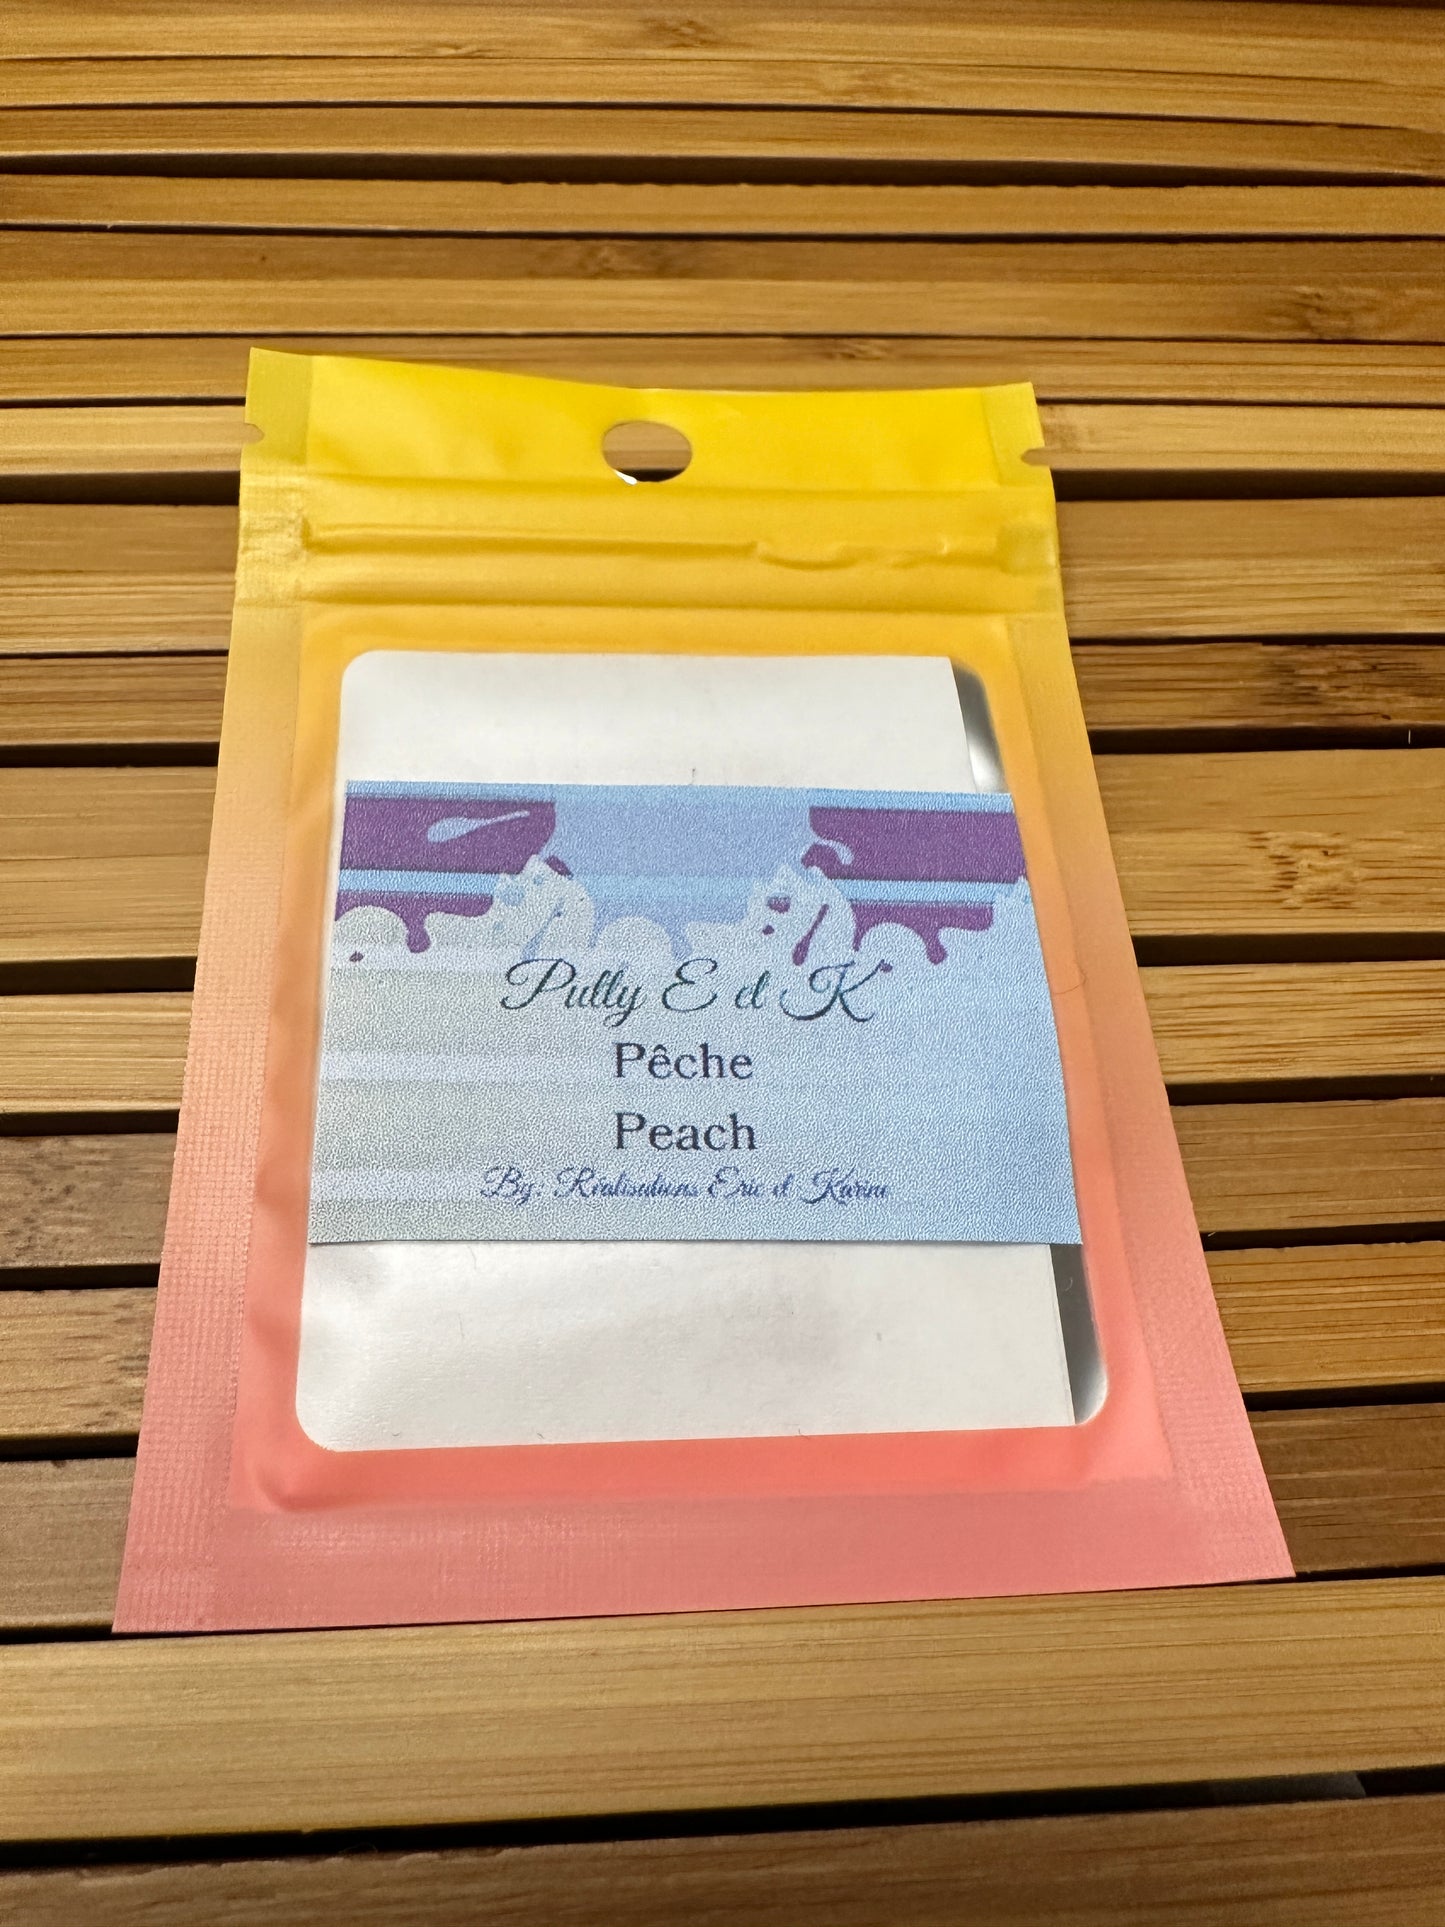 Putty E et K
Pêche
Peach
By: Réalisations Eric et Karine